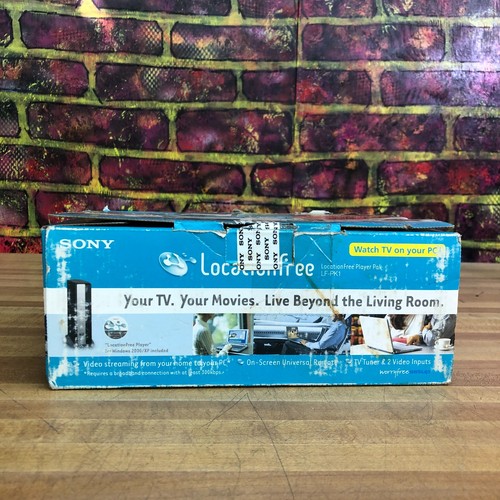 SONY
Watch TV on your PC
LocationFree
LocationFree Player Pak
LF-PK1
Your TV. Your Movies. Live Beyond the Living Room.
"LocationFree Player"
for Windows 2000/XP included
Video streaming from your home to your PC*
On-Screen Universal Remote
TV Tuner & 2 Video Inputs
*Requires a broadband connection with at least 300kbps
worryfree